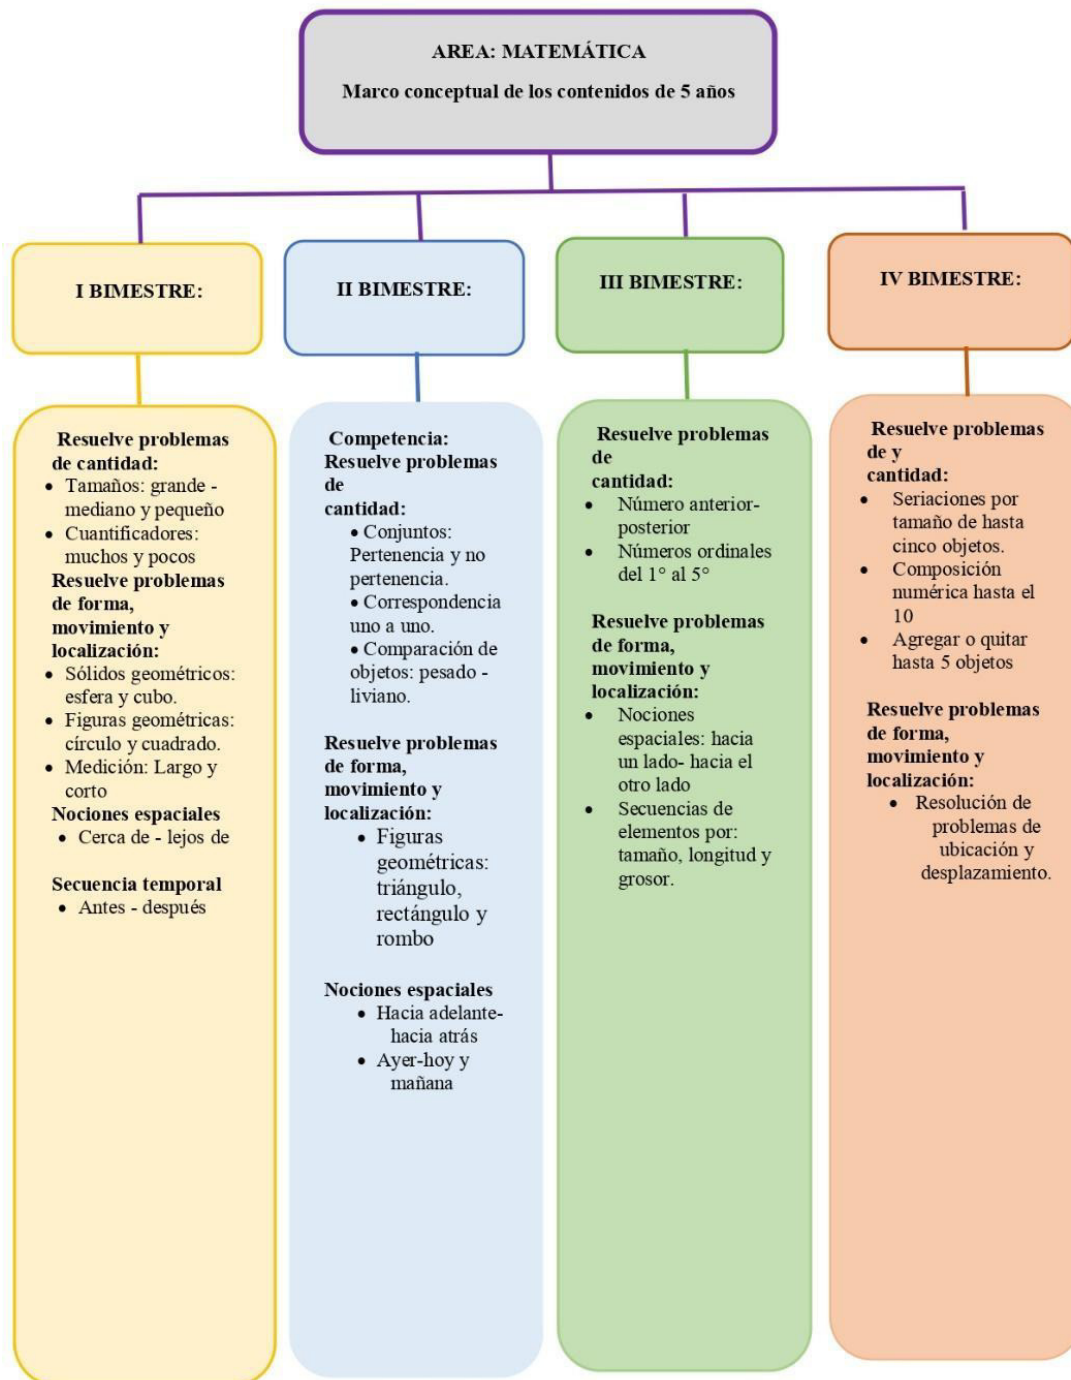 AREA: MATEMÁTICA
Marco conceptual de los contenidos de 5 años
I BIMESTRE:
II BIMESTRE:
III BIMESTRE:
IV BIMESTRE:
Resuelve problemas
de cantidad:
• Tamaños: grande -
mediano y pequeño
• Cuantificadores:
muchos y pocos
Resuelve problemas
de forma,
movimiento y
localización:
• Sólidos geométricos:
esfera y cubo.
• Figuras geométricas:
círculo y cuadrado.
• Medición: Largo y
corto
Nociones espaciales
• Cerca de - lejos de
Secuencia temporal
• Antes - después
Competencia:
Resuelve problemas
de
cantidad:
• Conjuntos:
Pertenencia y no
pertenencia.
• Correspondencia
uno a uno.
• Comparación de
objetos: pesado -
liviano.
Resuelve problemas
de forma,
movimiento y
localización:
• Figuras
geométricas:
triángulo,
rectángulo y
rombo
Nociones espaciales
• Hacia adelante-
hacia atrás
• Ayer-hoy y
mañana
Resuelve problemas
de
cantidad:
• Número anterior-
posterior
• Números ordinales
del 1° al 5°
Resuelve problemas
de forma,
movimiento y
localización:
• Nociones
espaciales: hacia
un lado- hacia el
otro lado
• Secuencias de
elementos por:
tamaño, longitud y
grosor.
Resuelve problemas
de y
cantidad:
• Seriaciones por
tamaño de hasta
cinco objetos.
• Composición
numérica hasta el
10
• Agregar o quitar
hasta 5 objetos
Resuelve problemas
de forma,
movimiento y
localización:
• Resolución de
problemas de
ubicación y
desplazamiento.